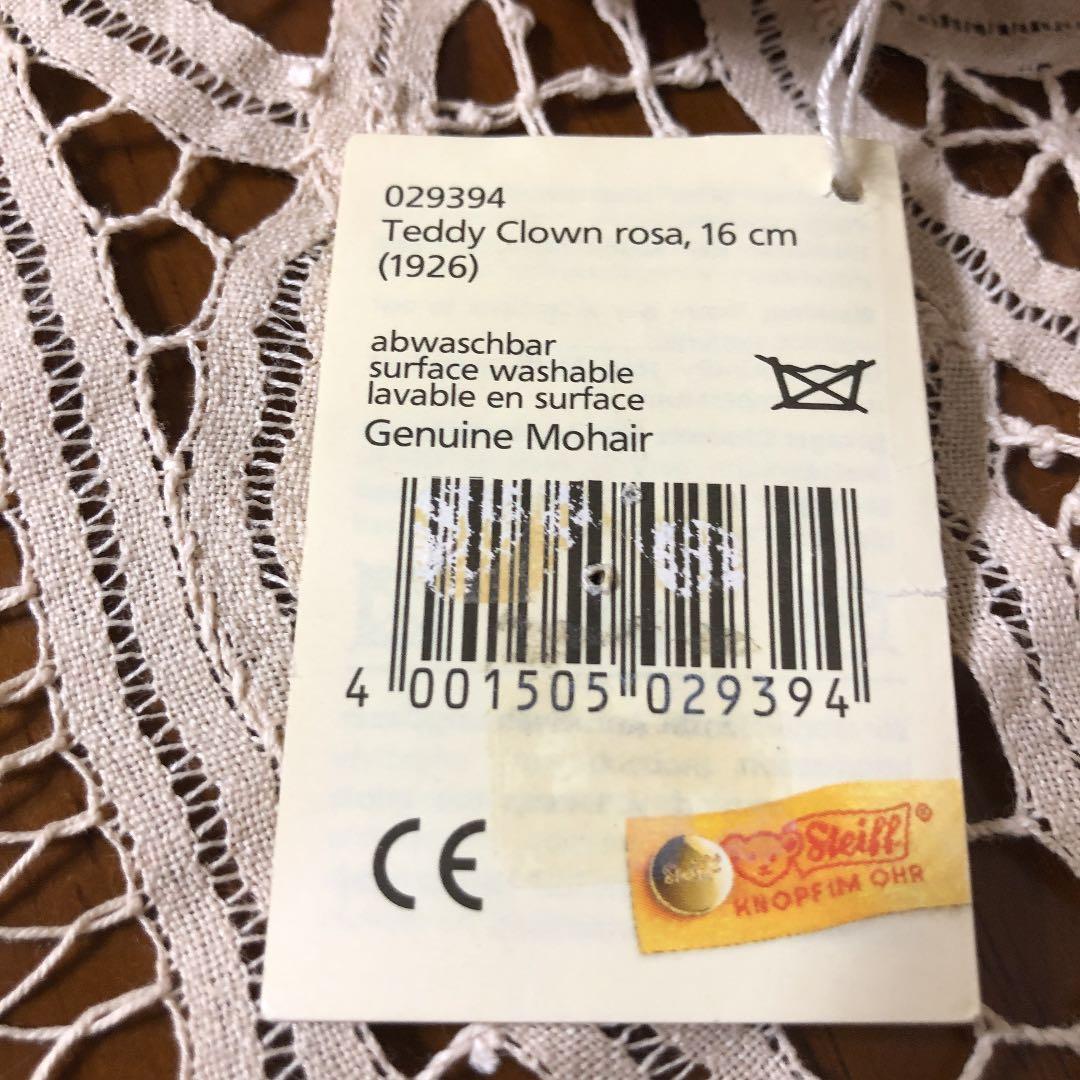 029394
Teddy Clown rosa, 16 cm
(1926)
abwaschbar
surface washable
lavable en surface
Genuine Mohair
4 001505 029394
CE
Steiff ®
KNOPF IM OHR